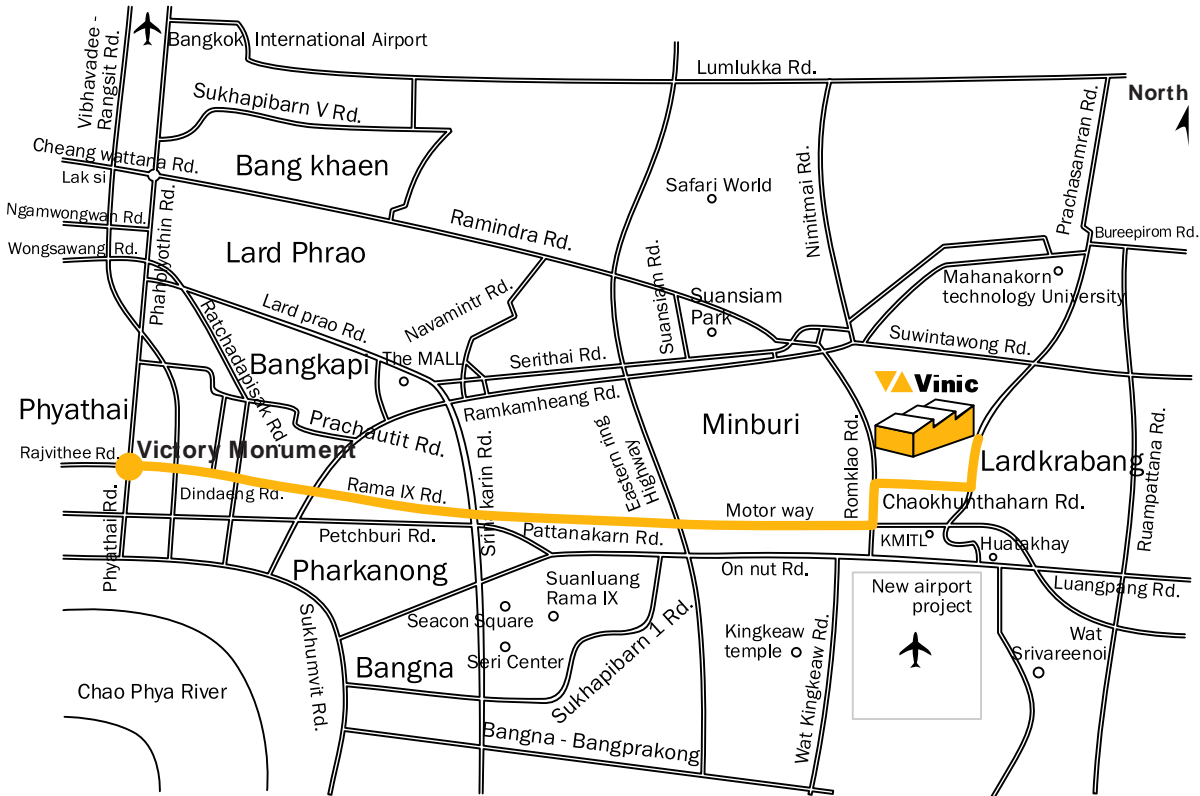 Vibhavadee -
Rangsit Rd.
Bangkok International Airport
Lumlukka Rd.
North
Sukhapibarn V Rd.
Prachasamran Rd.
Cheang wattana Rd.
Bang khaen
Lak si
Safari World
Nimitmai Rd.
Ngamwongwan Rd.
Phaholyothin Rd.
Ramindra Rd.
Bureepirom Rd.
Wongsawang Rd.
Lard Phrao
Suansiam Rd.
Mahanakorn
technology University
Lard prao Rd.
Navamintr Rd.
Suansiam
Park
Ratchadapisak Rd.
Suwintawong Rd.
Bangkapi
The MALL
Serithai Rd.
Vinic
Phyathai
Prachautit Rd.
Ramkamheang Rd.
Minburi
Rajvithee Rd.
Victory Monument
Srinakarin Rd.
Eastern ring
Highway
Romklao Rd.
Lardkrabang
Ruampattana Rd.
Dindaeng Rd.
Rama IX Rd.
Chaokhunthaharn Rd.
Phyathai Rd.
Motor way
Petchburi Rd.
Pattanakarn Rd.
KMITL
Huatakhay
Pharkanong
On nut Rd.
Luangpang Rd.
Suanluang
Rama IX
New airport
project
Sukhumvit Rd.
Seacon Square
Sukhapibarn 1 Rd.
Kingkeaw
temple
Wat Kingkeaw Rd.
Wat
Srivareenoi
Bangna
Seri Center
Chao Phya River
Bangna - Bangprakong